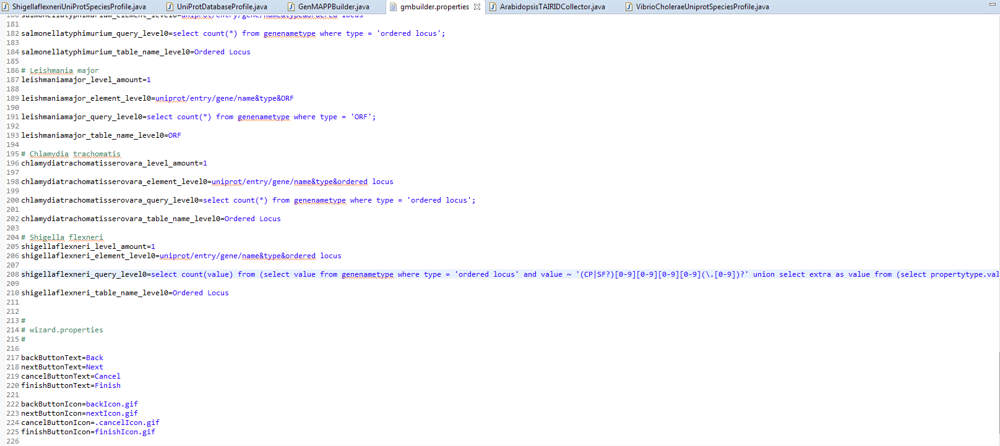 ShigellaflexneriUniProtSpeciesProfile.java UniProtDatabaseProfile.java GenMAPPBuilder.java gmbuilder.properties ArabidopsisTAIRIDCollector.java VibrioCholeraeUniprotSpeciesProfile.java
180 salmonellatyphimurium_element_level0=uniprot/entry/gene/name&type&ordered locus
181
182 salmonellatyphimurium_query_level0=select count(*) from genenametype where type = 'ordered locus';
183
184 salmonellatyphimurium_table_name_level0=Ordered Locus
185
186 # Leishmania major
187 leishmaniamajor_level_amount=1
188
189 leishmaniamajor_element_level0=uniprot/entry/gene/name&type&ORF
190
191 leishmaniamajor_query_level0=select count(*) from genenametype where type = 'ORF';
192
193 leishmaniamajor_table_name_level0=ORF
194
195 # Chlamydia trachomatis
196 chlamydiatrachomatisserovara_level_amount=1
197
198 chlamydiatrachomatisserovara_element_level0=uniprot/entry/gene/name&type&ordered locus
199
200 chlamydiatrachomatisserovara_query_level0=select count(*) from genenametype where type = 'ordered locus';
201
202 chlamydiatrachomatisserovara_table_name_level0=Ordered Locus
203
204 # Shigella flexneri
205 shigellaflexneri_level_amount=1
206 shigellaflexneri_element_level0=uniprot/entry/gene/name&type&ordered locus
207
208 shigellaflexneri_query_level0=select count(value) from (select value from genenametype where type = 'ordered locus' and value ~ '(CP|SF?)[0-9][0-9][0-9][0-9](\.[0-9])?' union select extra as value from (select propertytype.val
209
210 shigellaflexneri_table_name_level0=Ordered Locus
211
212
213 #
214 # wizard.properties
215 #
216
217 backButtonText=Back
218 nextButtonText=Next
219 cancelButtonText=Cancel
220 finishButtonText=Finish
221
222 backButtonIcon=backIcon.gif
223 nextButtonIcon=nextIcon.gif
224 cancelButtonIcon=.cancelIcon.gif
225 finishButtonIcon=finishIcon.gif
226